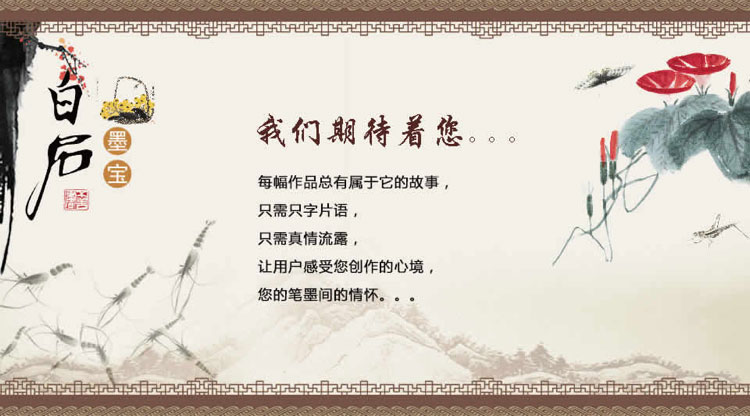 白石
墨宝
我们期待着您。。。
每幅作品总有属于它的故事，
只需只字片语，
只需真情流露，
让用户感受您创作的心境，
您的笔墨间的情怀。。。